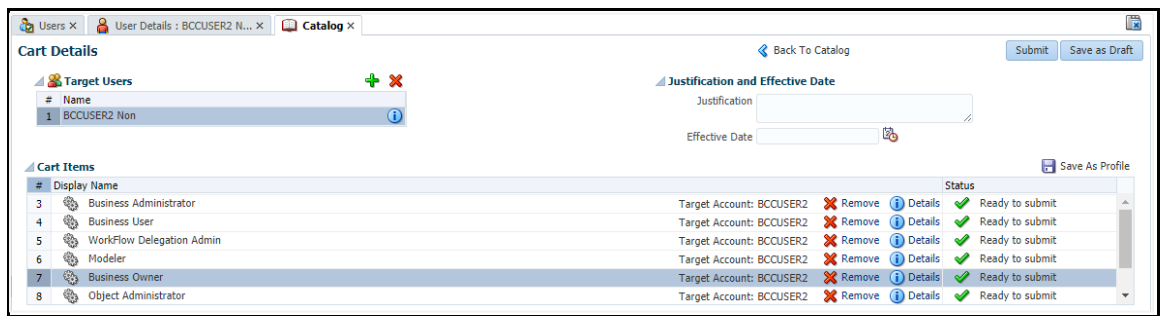 Users × User Details : BCCUSER2 N... × Catalog ×
Cart Details Back To Catalog Submit Save as Draft
Target Users Justification and Effective Date
# Name Justification
1 BCCUSER2 Non
Effective Date
Cart Items Save As Profile
# Display Name Status
3 Business Administrator Target Account: BCCUSER2 Remove Details Ready to submit
4 Business User Target Account: BCCUSER2 Remove Details Ready to submit
5 WorkFlow Delegation Admin Target Account: BCCUSER2 Remove Details Ready to submit
6 Modeler Target Account: BCCUSER2 Remove Details Ready to submit
7 Business Owner Target Account: BCCUSER2 Remove Details Ready to submit
8 Object Administrator Target Account: BCCUSER2 Remove Details Ready to submit